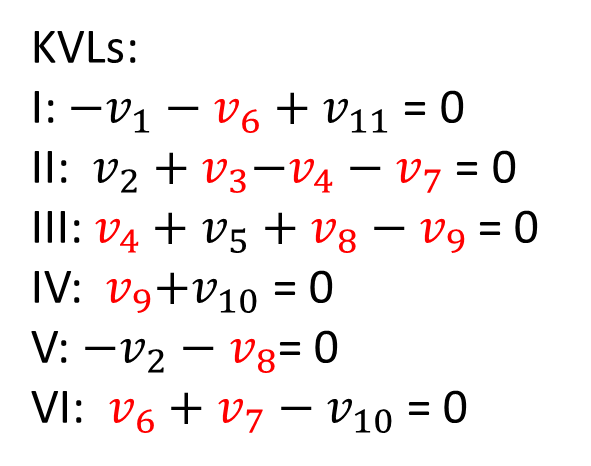 KVLs:
I: −v₁ − v₆ + v₁₁ = 0
II: v₂ + v₃−v₄ − v₇ = 0
III: v₄ + v₅ + v₈ − v₉ = 0
IV: v₉+v₁₀ = 0
V: −v₂ − v₈= 0
VI: v₆ + v₇ − v₁₀ = 0